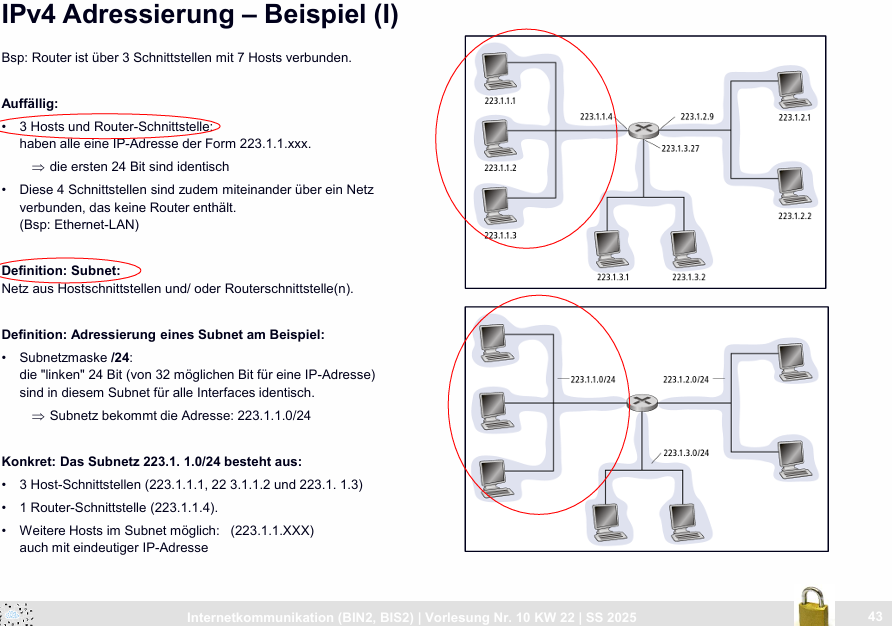 IPv4 Adressierung – Beispiel (I)
Bsp: Router ist über 3 Schnittstellen mit 7 Hosts verbunden.
Auffällig:
• 3 Hosts und Router-Schnittstelle:
haben alle eine IP-Adresse der Form 223.1.1.xxx.
⇒ die ersten 24 Bit sind identisch
• Diese 4 Schnittstellen sind zudem miteinander über ein Netz
verbunden, das keine Router enthält.
(Bsp: Ethernet-LAN)
Definition: Subnet:
Netz aus Hostschnittstellen und/ oder Routerschnittstelle(n).
Definition: Adressierung eines Subnet am Beispiel:
• Subnetzmaske /24:
die "linken" 24 Bit (von 32 möglichen Bit für eine IP-Adresse)
sind in diesem Subnet für alle Interfaces identisch.
⇒ Subnetz bekommt die Adresse: 223.1.1.0/24
Konkret: Das Subnetz 223.1. 1.0/24 besteht aus:
• 3 Host-Schnittstellen (223.1.1.1, 22 3.1.1.2 und 223.1. 1.3)
• 1 Router-Schnittstelle (223.1.1.4).
• Weitere Hosts im Subnet möglich: (223.1.1.XXX)
auch mit eindeutiger IP-Adresse
223.1.1.1
223.1.1.2
223.1.1.3
223.1.1.4
223.1.2.9
223.1.3.27
223.1.2.1
223.1.2.2
223.1.3.1
223.1.3.2
223.1.1.0/24
223.1.2.0/24
223.1.3.0/24
Internetkommunikation (BIN2, BIS2) | Vorlesung Nr. 10 KW 22 | SS 2025
43